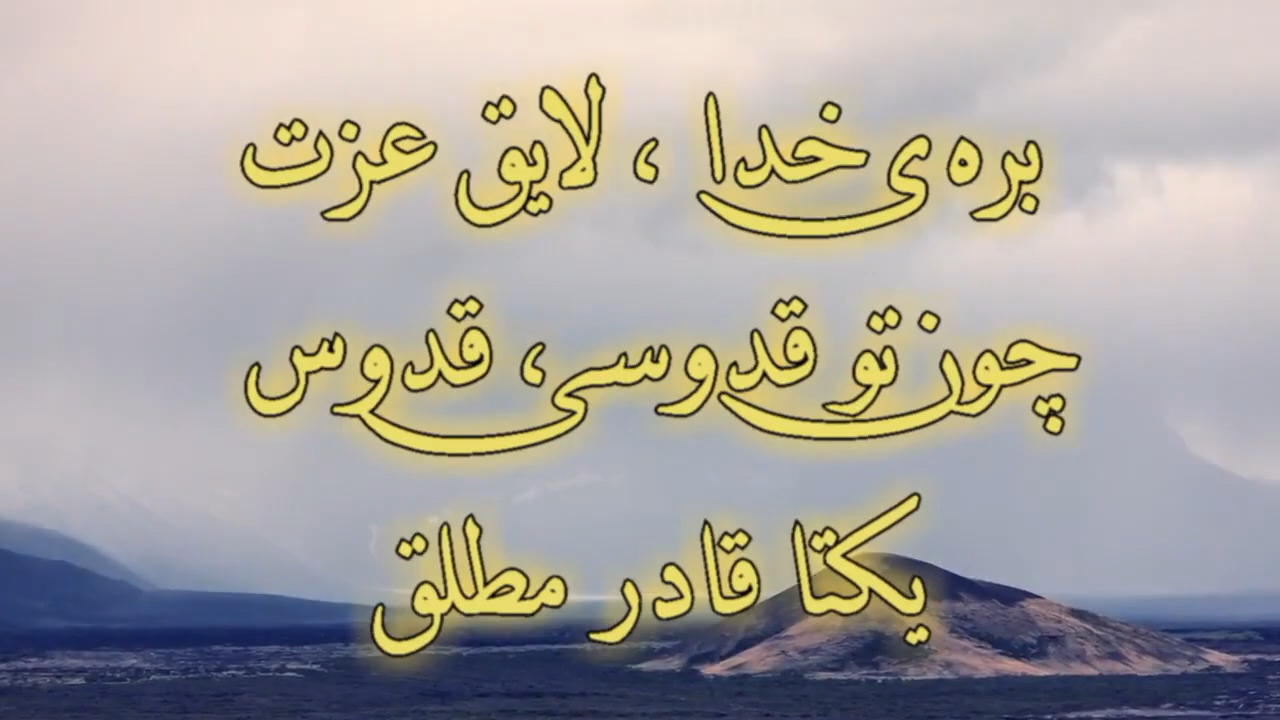 بره ی خدا ، لایق عزت
چون تو قدوسی، قدوس
یکتا قادر مطلق